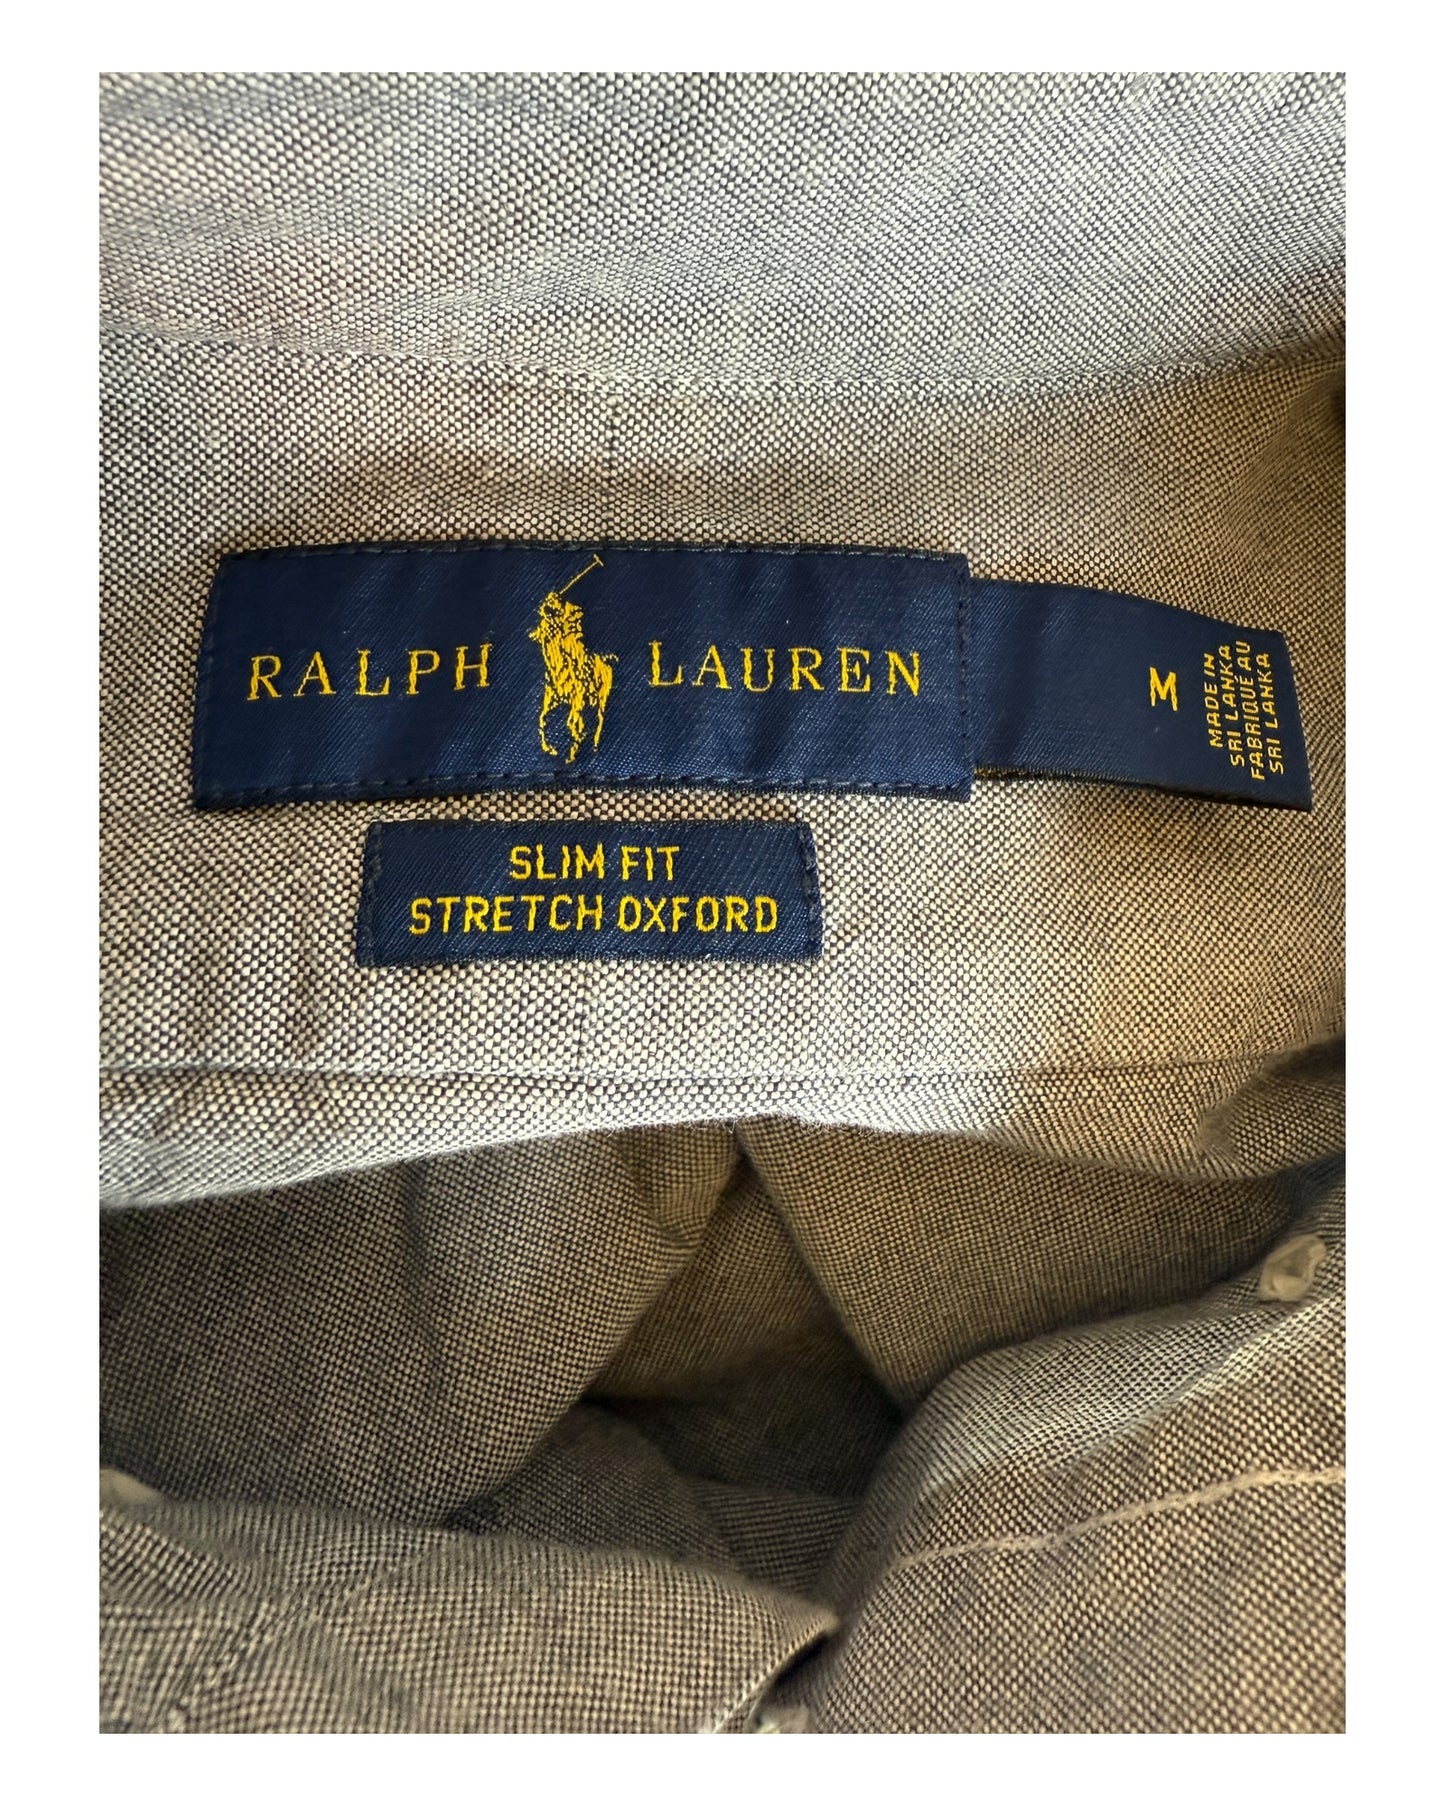 RALPH LAUREN
M
MADE IN
SRI LANKA
FABRIQUÉ AU
SRI LANKA
SLIM FIT
STRETCH OXFORD